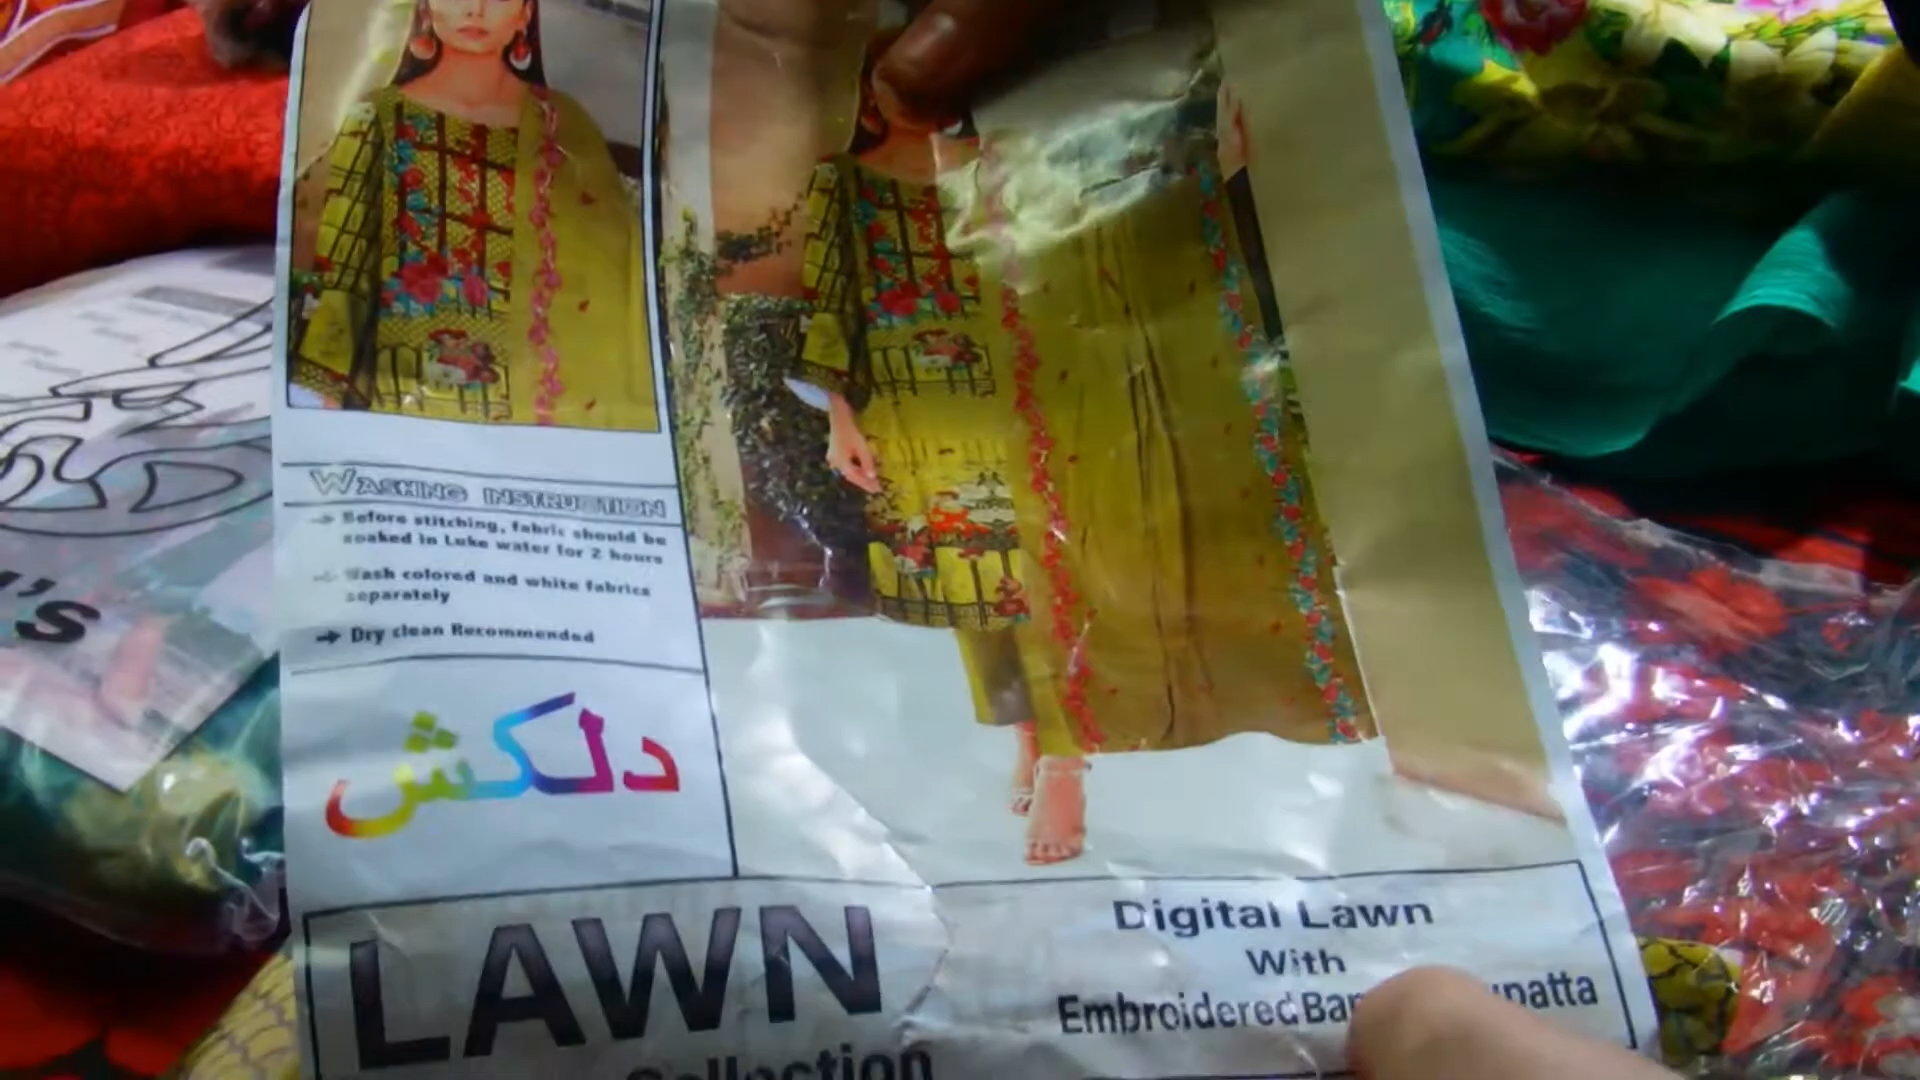 WASHING INSTRUCTION
Before stitching, fabric should be
soaked in Luke water for 2 hours
Wash colored and white fabrics
separately
Dry clean Recommended
دلکش
LAWN
Collection
Digital Lawn
With
Embroidered
's